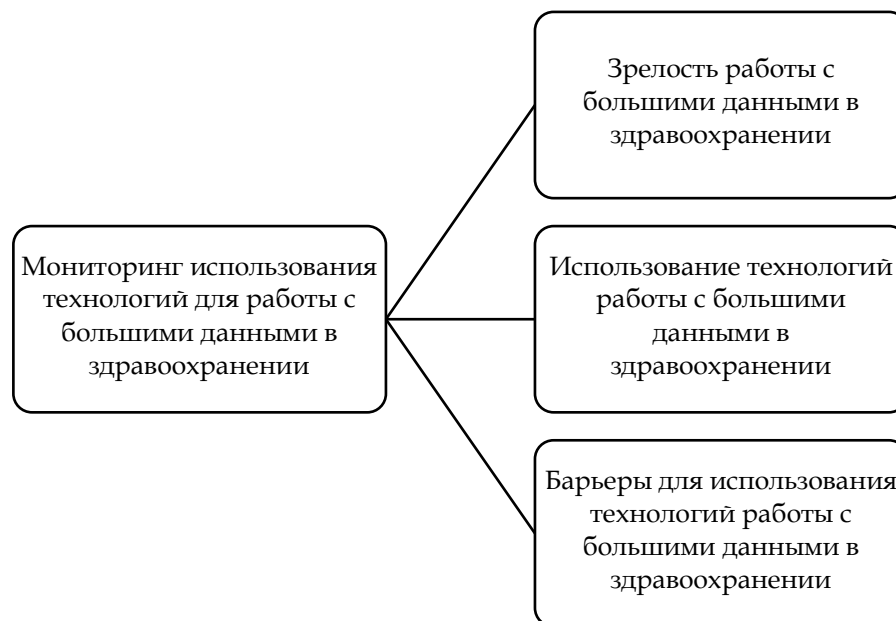 Мониторинг использования
технологий для работы с
большими данными в
здравоохранении
Зрелость работы с
большими данными в
здравоохранении
Использование технологий
работы с большими
данными в
здравоохранении
Барьеры для использования
технологий работы с
большими данными в
здравоохранении